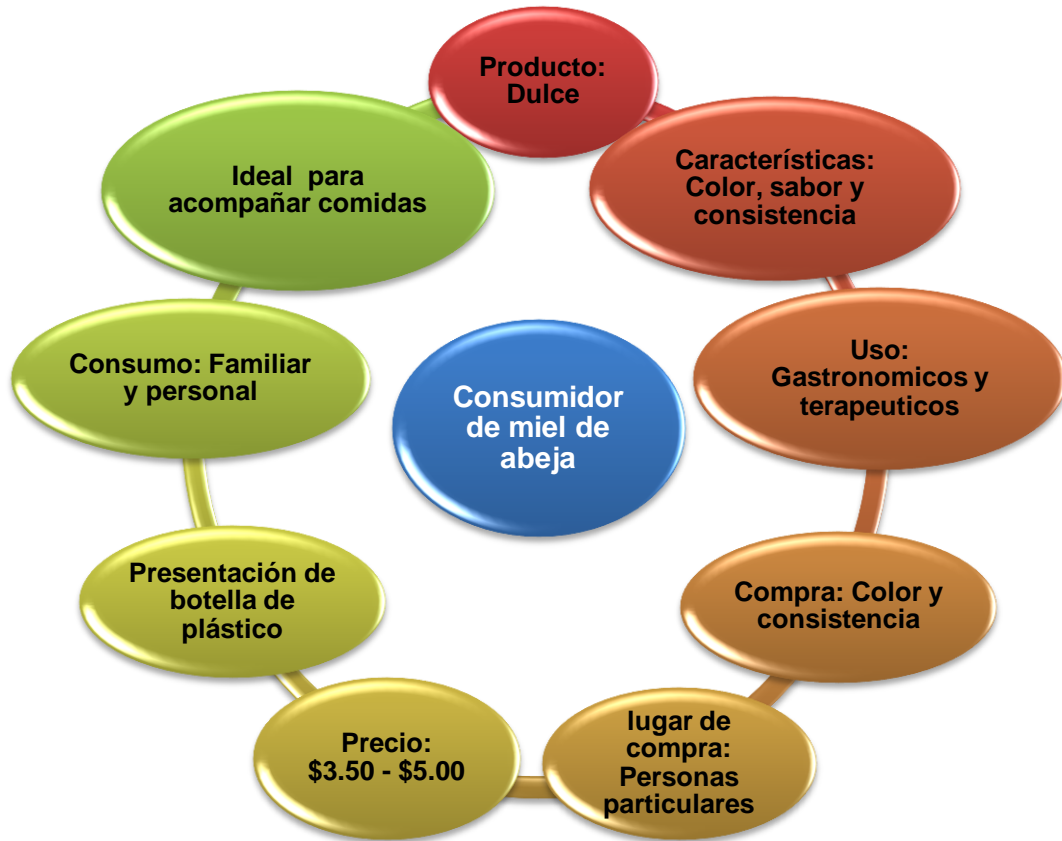 Producto:
Dulce
Características:
Color, sabor y
consistencia
Uso:
Gastronomicos y
terapeuticos
Compra: Color y
consistencia
lugar de
compra:
Personas
particulares
Precio:
$3.50 - $5.00
Presentación de
botella de
plástico
Consumo: Familiar
y personal
Ideal para
acompañar comidas
Consumidor
de miel de
abeja